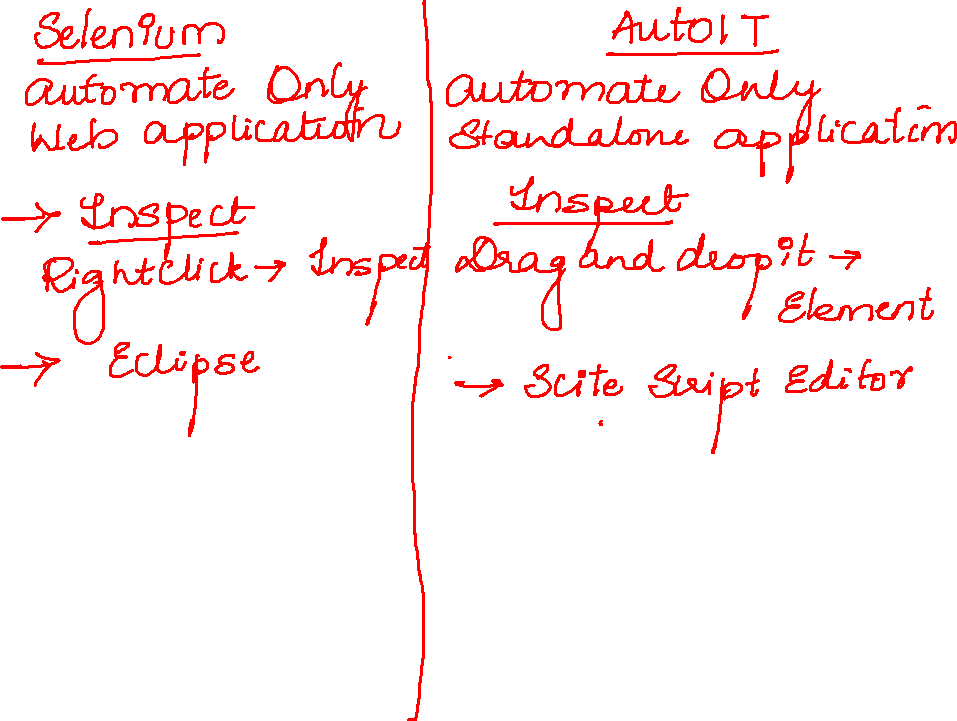 Selenium
automate Only
Web application
→ Inspect
Rightclick → Inspect
→ Eclipse
AutoIT
automate Only
Standalone application
Inspect
Drag and drop it →
Element
→ Scite Script Editor